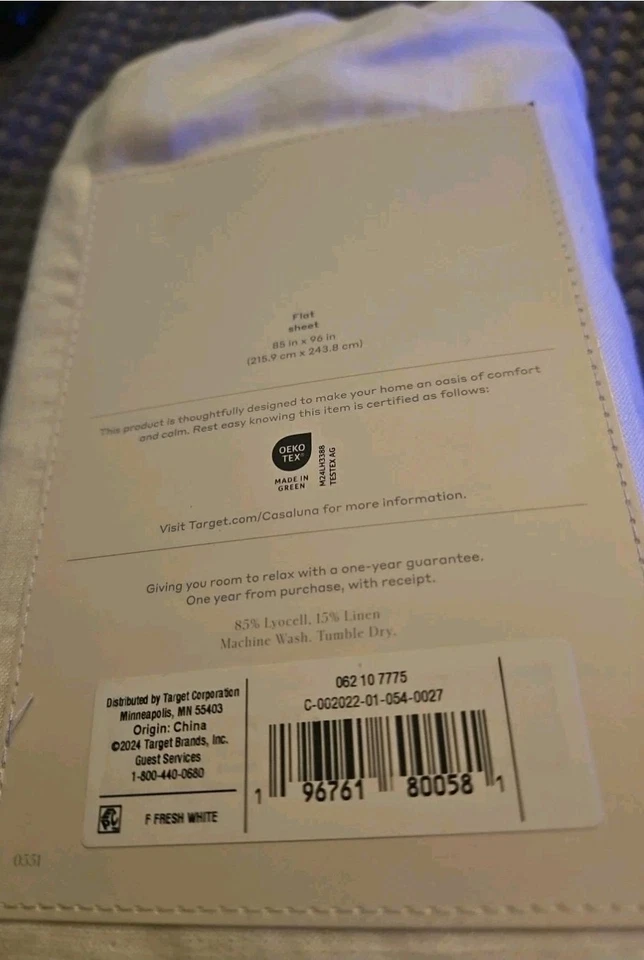 Flat
sheet
85 in x 96 in
(215.9 cm x 243.8 cm)
This product is thoughtfully designed to make your home an oasis of comfort
and calm. Rest easy knowing this item is certified as follows:
OEKO
TEX®
MADE IN
GREEN
M24LH3388
TESTEX AG
Visit Target.com/Casaluna for more information.
Giving you room to relax with a one-year guarantee.
One year from purchase, with receipt.
85% Lyocell, 15% Linen
Machine Wash. Tumble Dry.
Distributed by Target Corporation
Minneapolis, MN 55403
Origin: China
©2024 Target Brands, Inc.
Guest Services
1-800-440-0680
F FRESH WHITE
062 10 7775
C-002022-01-054-0027
1 96761 80058 1
0551